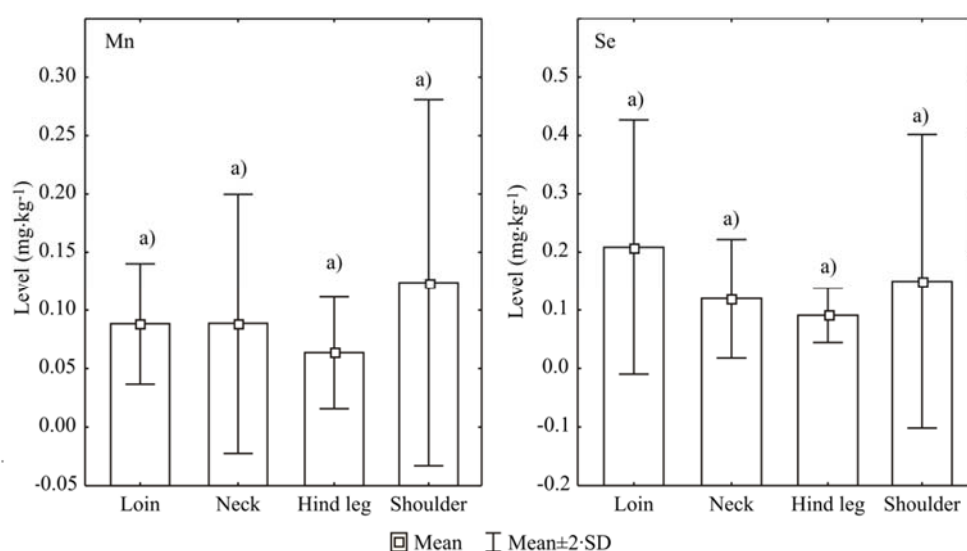 Mn
Level (mg·kg⁻¹)
0.30
0.25
0.20
0.15
0.10
0.05
0.00
-0.05
a)
a)
a)
a)
Loin Neck Hind leg Shoulder
Se
Level (mg·kg⁻¹)
0.5
0.4
0.3
0.2
0.1
0.0
-0.1
-0.2
a)
a)
a)
a)
Loin Neck Hind leg Shoulder
Mean Mean±2·SD